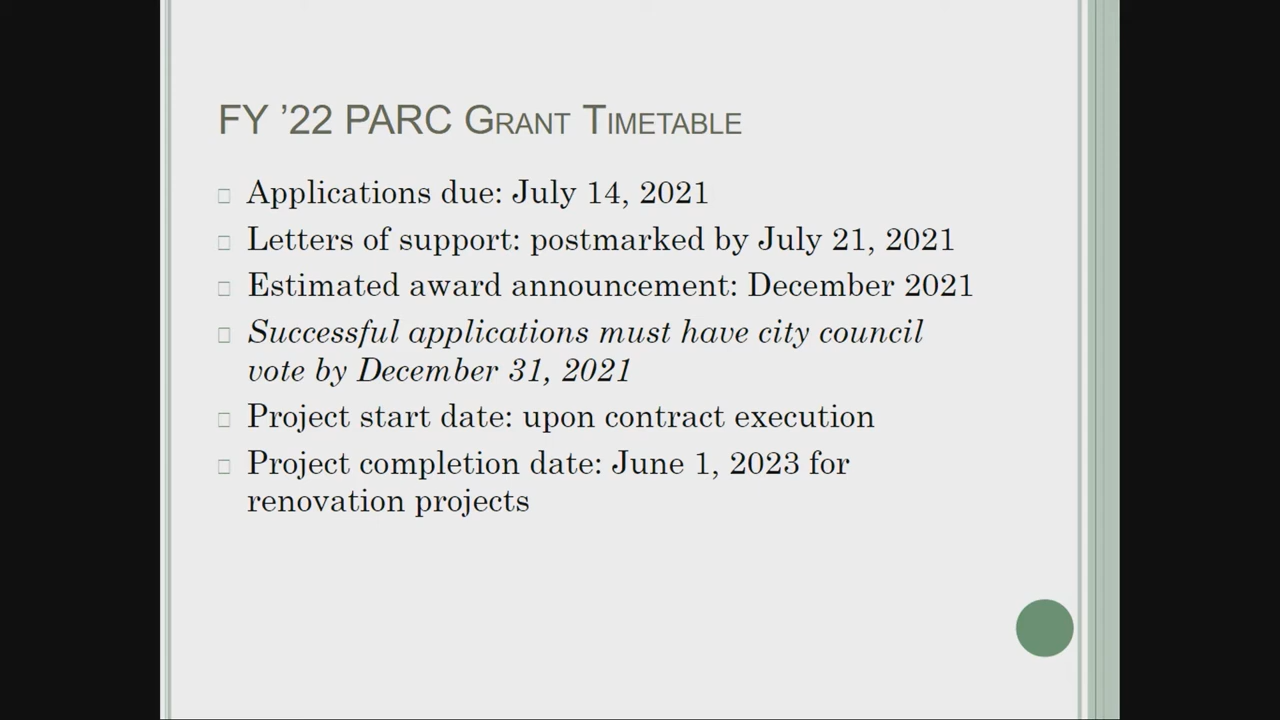 FY ’22 PARC GRANT TIMETABLE
Applications due: July 14, 2021
Letters of support: postmarked by July 21, 2021
Estimated award announcement: December 2021
Successful applications must have city council
vote by December 31, 2021
Project start date: upon contract execution
Project completion date: June 1, 2023 for
renovation projects